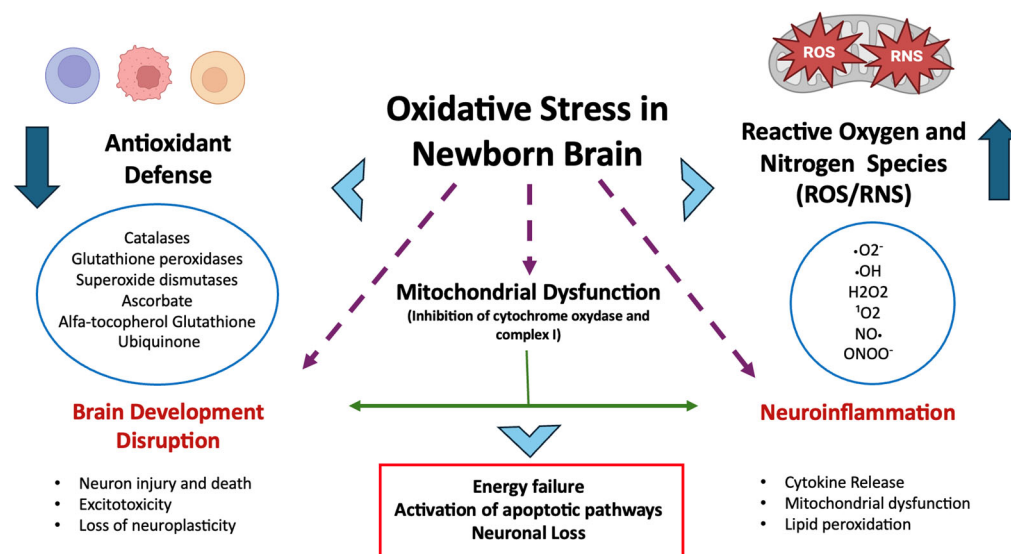 ROS
RNS
Oxidative Stress in
Newborn Brain
Antioxidant
Defense
Reactive Oxygen and
Nitrogen Species
(ROS/RNS)
Catalases
Glutathione peroxidases
Superoxide dismutases
Ascorbate
Alfa-tocopherol Glutathione
Ubiquinone
Mitochondrial Dysfunction
(Inhibition of cytochrome oxydase and
complex I)
•O2⁻
•OH
H2O2
¹O2
NO•
ONOO⁻
Brain Development
Disruption
• Neuron injury and death
• Excitotoxicity
• Loss of neuroplasticity
Energy failure
Activation of apoptotic pathways
Neuronal Loss
Neuroinflammation
• Cytokine Release
• Mitochondrial dysfunction
• Lipid peroxidation